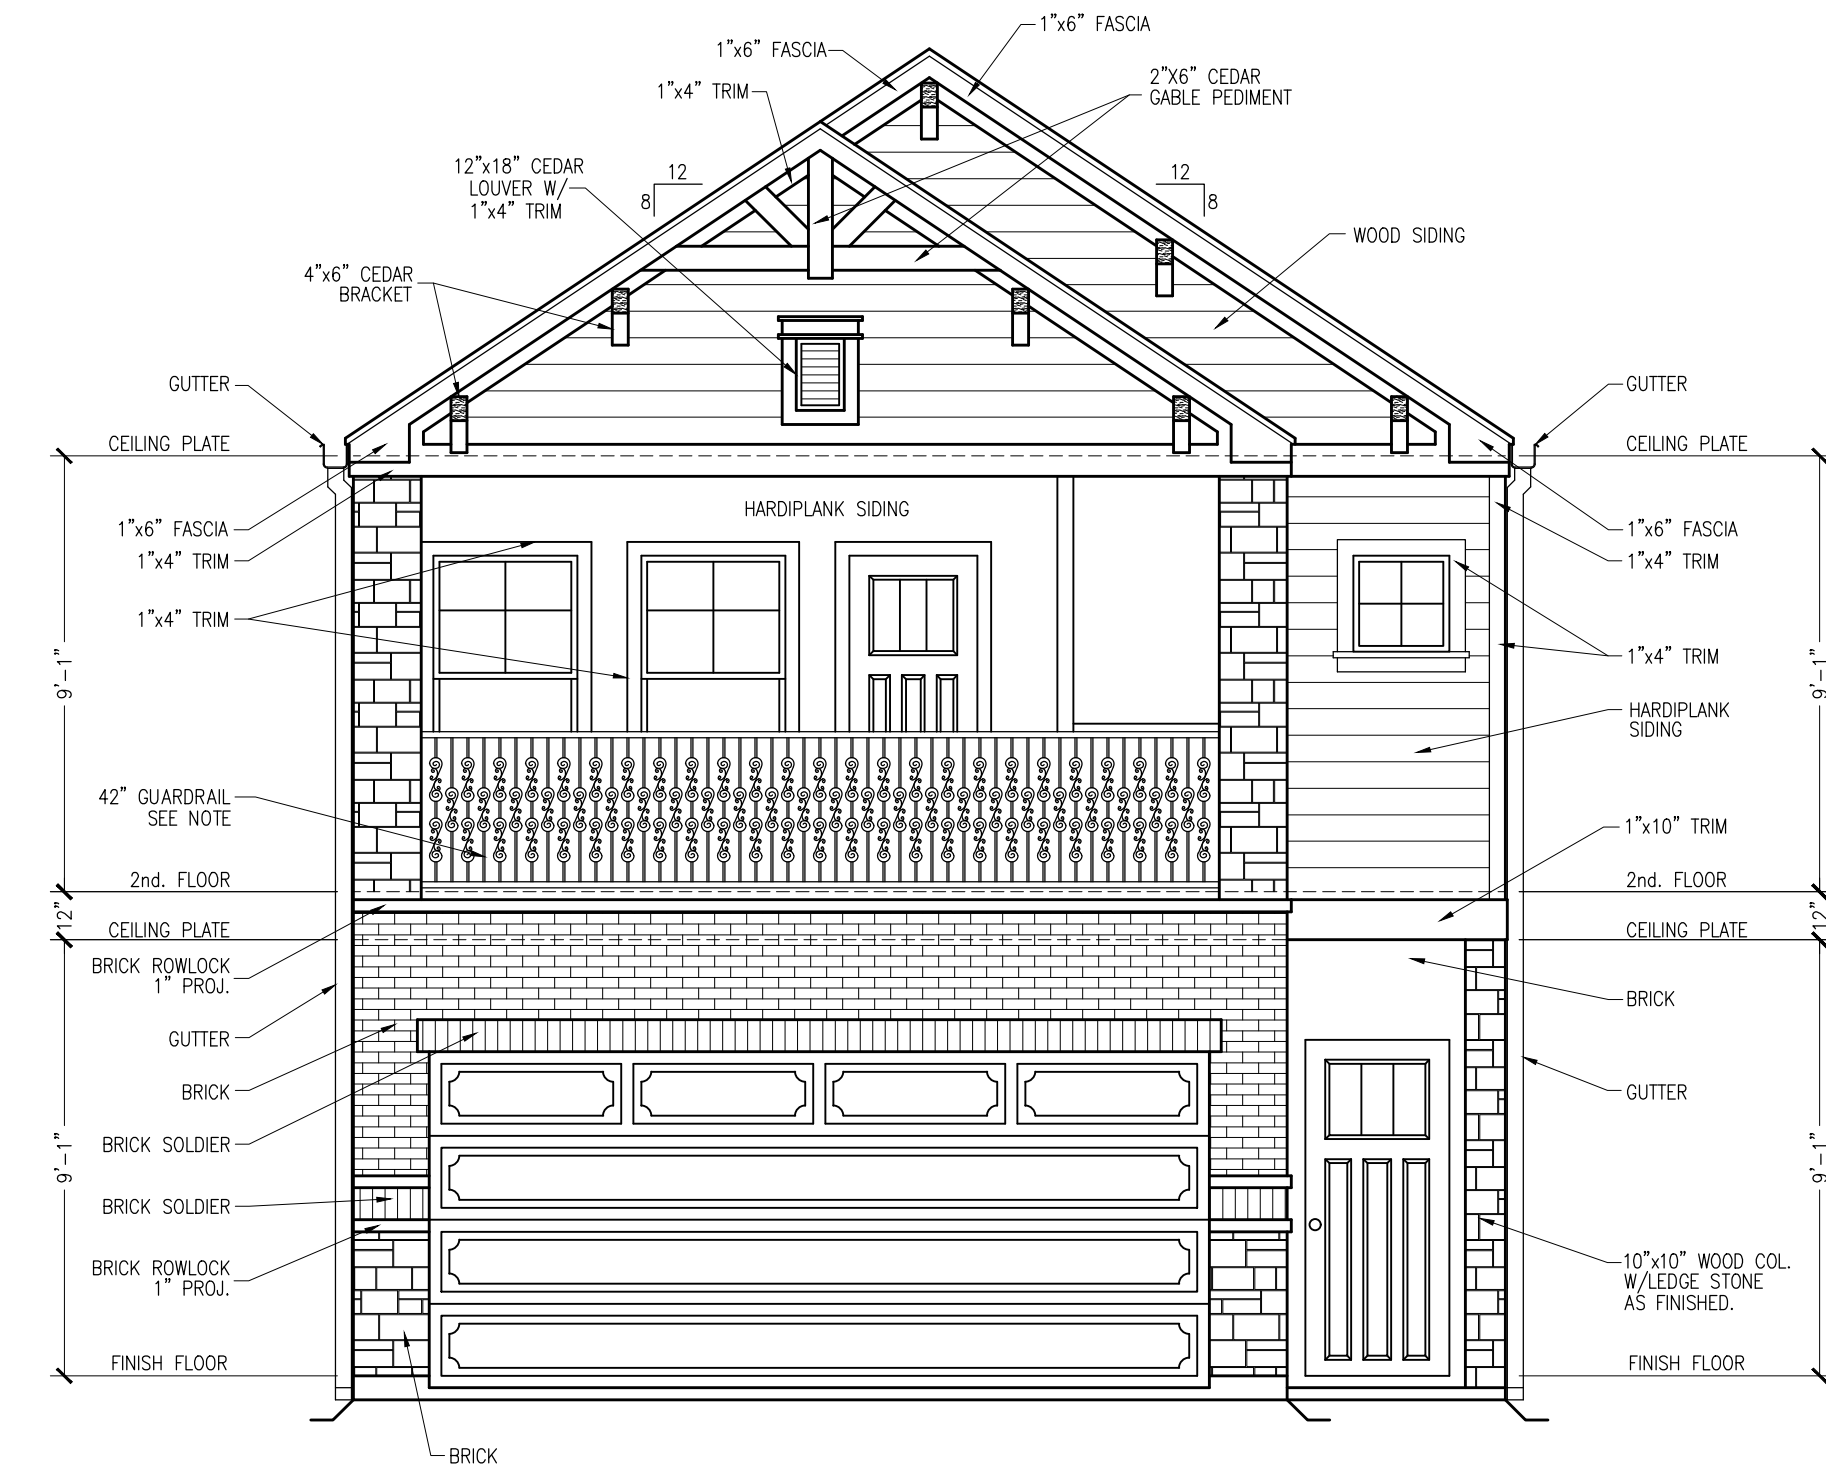 1”x6” FASCIA
1”x6” FASCIA
1”x4” TRIM
2”X6” CEDAR
GABLE PEDIMENT
12”x18” CEDAR
LOUVER W/
1”x4” TRIM
12
8
12
8
WOOD SIDING
4”x6” CEDAR
BRACKET
GUTTER
GUTTER
CEILING PLATE
CEILING PLATE
HARDIPLANK SIDING
1”x6” FASCIA
1”x4” TRIM
1”x4” TRIM
1”x6” FASCIA
1”x4” TRIM
1”x4” TRIM
9’-1”
9’-1”
HARDIPLANK
SIDING
42” GUARDRAIL
SEE NOTE
1”x10” TRIM
2nd. FLOOR
2nd. FLOOR
12”
12”
CEILING PLATE
CEILING PLATE
BRICK ROWLOCK
1” PROJ.
BRICK
GUTTER
BRICK
GUTTER
BRICK SOLDIER
9’-1”
9’-1”
BRICK SOLDIER
BRICK ROWLOCK
1” PROJ.
10”x10” WOOD COL.
W/LEDGE STONE
AS FINISHED.
FINISH FLOOR
FINISH FLOOR
BRICK